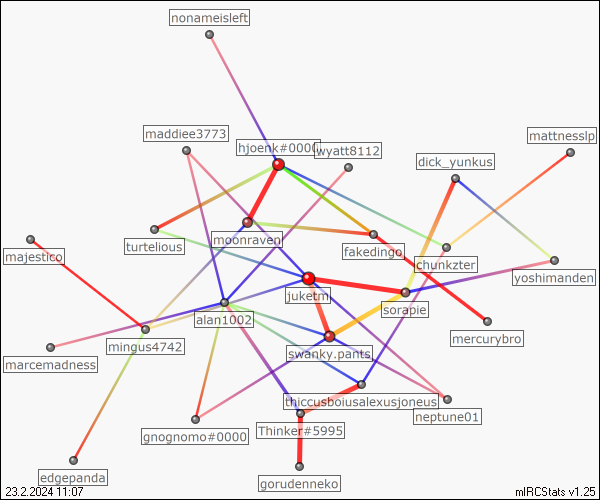 nonameisleft
maddiee3773
hjoenk#0000
wyatt8112
mattnesslp
dick_yunkus
majestico
turtelious
moonraven
fakedingo
chunkzter
yoshimanden
juketm
sorapie
alan1002
mercurybro
mingus4742
swanky.pants
marcemadness
thiccusboiusalexusjoneus
neptune01
gnognomo#0000
Thinker#5995
edgepanda
gorudenneko
23.2.2024 11:07
mIRCStats v1.25